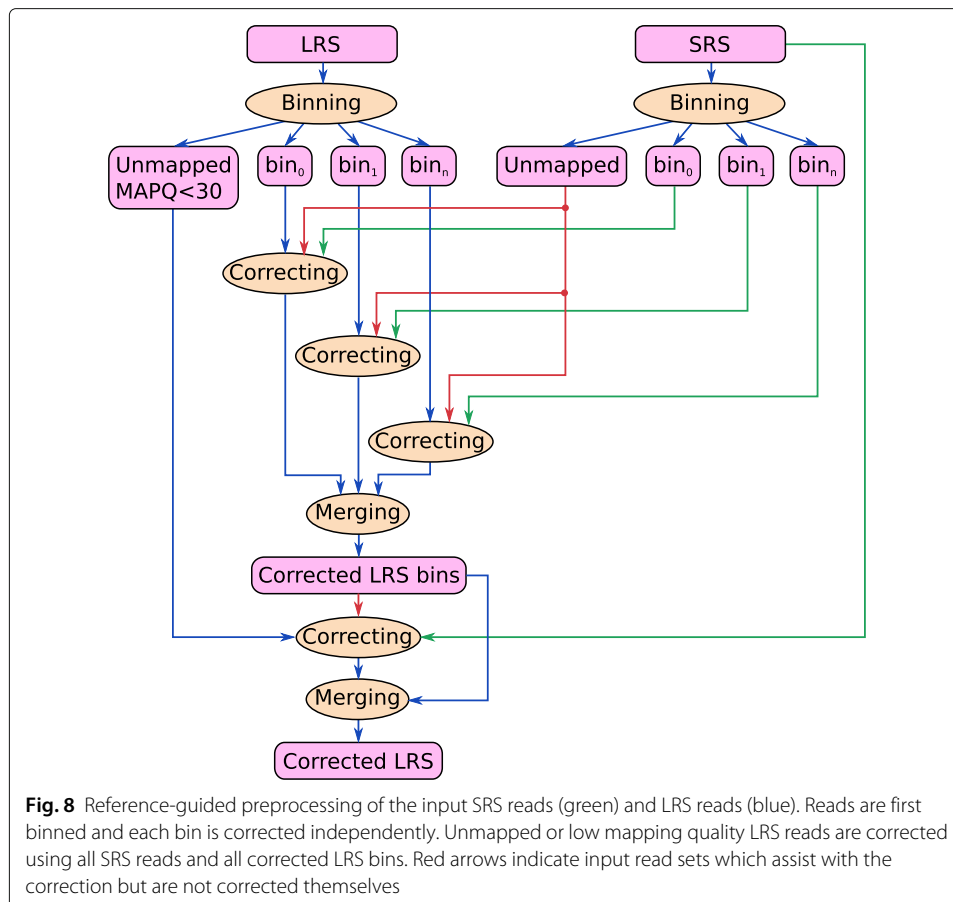 LRS
SRS
Binning
Binning
Unmapped
MAPQ<30
bin₀
bin₁
binₙ
Unmapped
bin₀
bin₁
binₙ
Correcting
Correcting
Correcting
Merging
Corrected LRS bins
Correcting
Merging
Corrected LRS
Fig. 8 Reference-guided preprocessing of the input SRS reads (green) and LRS reads (blue). Reads are first
binned and each bin is corrected independently. Unmapped or low mapping quality LRS reads are corrected
using all SRS reads and all corrected LRS bins. Red arrows indicate input read sets which assist with the
correction but are not corrected themselves